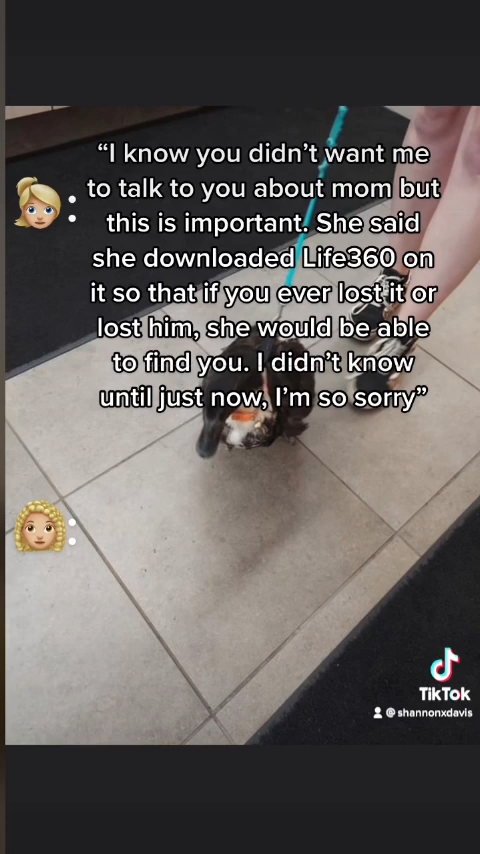 “I know you didn’t want me
to talk to you about mom but
this is important. She said
she downloaded Life360 on
it so that if you ever lost it or
lost him, she would be able
to find you. I didn’t know
until just now, I’m so sorry”
:
:
TikTok
@shannonxdavis